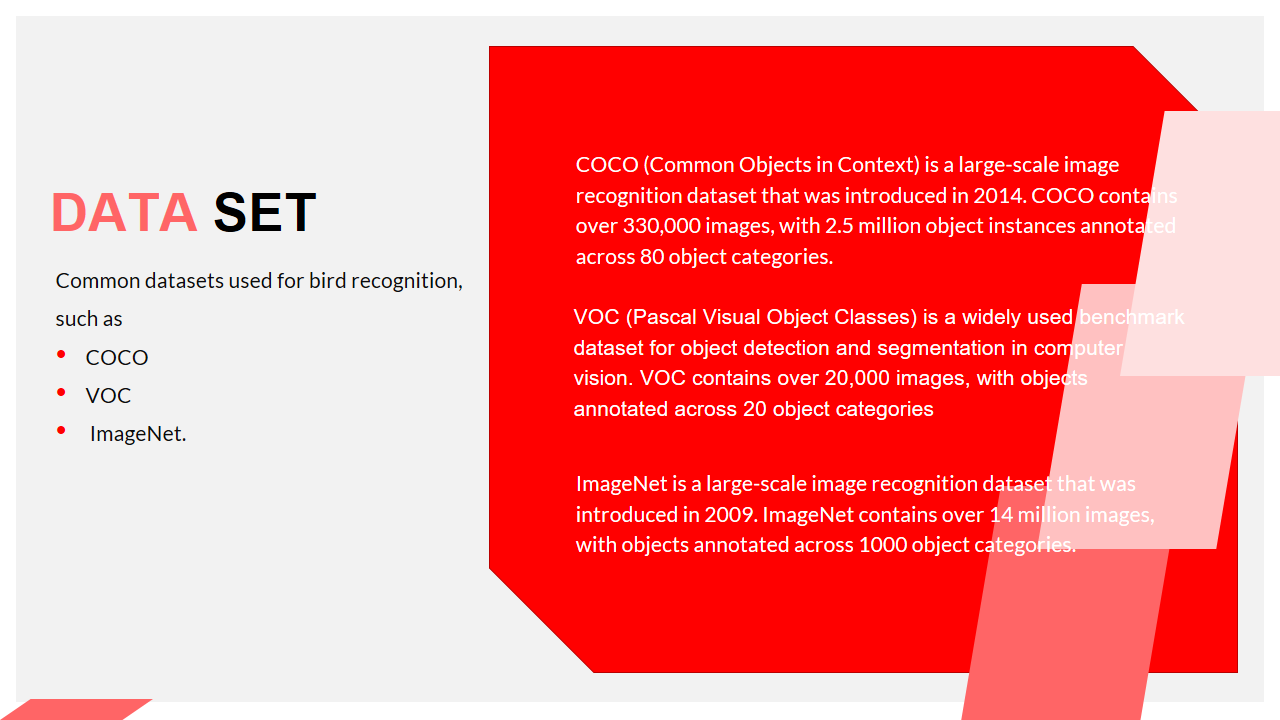 DATA SET
Common datasets used for bird recognition,
such as
• COCO
• VOC
• ImageNet.
COCO (Common Objects in Context) is a large-scale image
recognition dataset that was introduced in 2014. COCO contains
over 330,000 images, with 2.5 million object instances annotated
across 80 object categories.
VOC (Pascal Visual Object Classes) is a widely used benchmark
dataset for object detection and segmentation in computer
vision. VOC contains over 20,000 images, with objects
annotated across 20 object categories
ImageNet is a large-scale image recognition dataset that was
introduced in 2009. ImageNet contains over 14 million images,
with objects annotated across 1000 object categories.